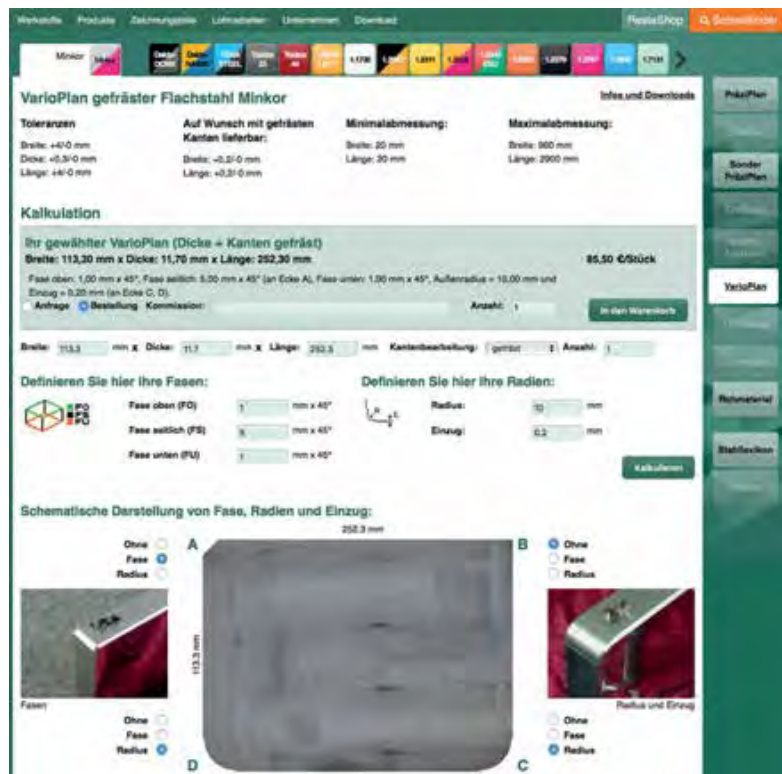 Werkstoffe Produkte Zuschnittteile Lohnarbeiten Unternehmen Download
Minkor
VarioPlan gefräster Flachstahl Minkor
Infos und Downloads
Toleranzen
Breite: +4/-0 mm
Dicke: +0,3/-0 mm
Länge: +4/-0 mm
Auf Wunsch mit gefrästen
Kanten lieferbar:
Breite: +0,2/-0 mm
Länge: +0,2/-0 mm
Minimalabmessung:
Breite: 20 mm
Länge: 30 mm
Maximalabmessung:
Breite: 960 mm
Länge: 2900 mm
Kalkulation
Ihr gewählter VarioPlan (Dicke + Kanten gefräst)
Breite: 113,30 mm x Dicke: 11,70 mm x Länge: 252,30 mm
85,50 €/Stück
Fase oben: 1,00 mm x 45°, Fase seitlich: 5,00 mm x 45° (an Ecke A), Fase unten: 1,00 mm x 45°, Außenradius = 10,00 mm und
Einzug = 0,20 mm (an Ecke C, D),
Anfrage Bestellung Kommission: Anzahl: 1
In den Warenkorb
Breite: 113.3 mm x Dicke: 11.7 mm x Länge: 252.3 mm Kantenbearbeitung: gefräst Anzahl: 1
Definieren Sie hier Ihre Fasen:
Fase oben (FO) 1 mm x 45°
Fase seitlich (FS) 5 mm x 45°
Fase unten (FU) 1 mm x 45°
Definieren Sie hier Ihre Radien:
Radius: 10 mm
Einzug: 0.2 mm
Kalkulieren
Schematische Darstellung von Fase, Radien und Einzug:
252.3 mm
Ohne
Fase
Radius
A
B
Ohne
Fase
Radius
113.3 mm
Fasen
Radius und Einzug
Ohne
Fase
Radius
D
C
Ohne
Fase
Radius
PräziPlan
Sonder
PräziPlan
VarioPlan
Rohmaterial
Stahllexikon